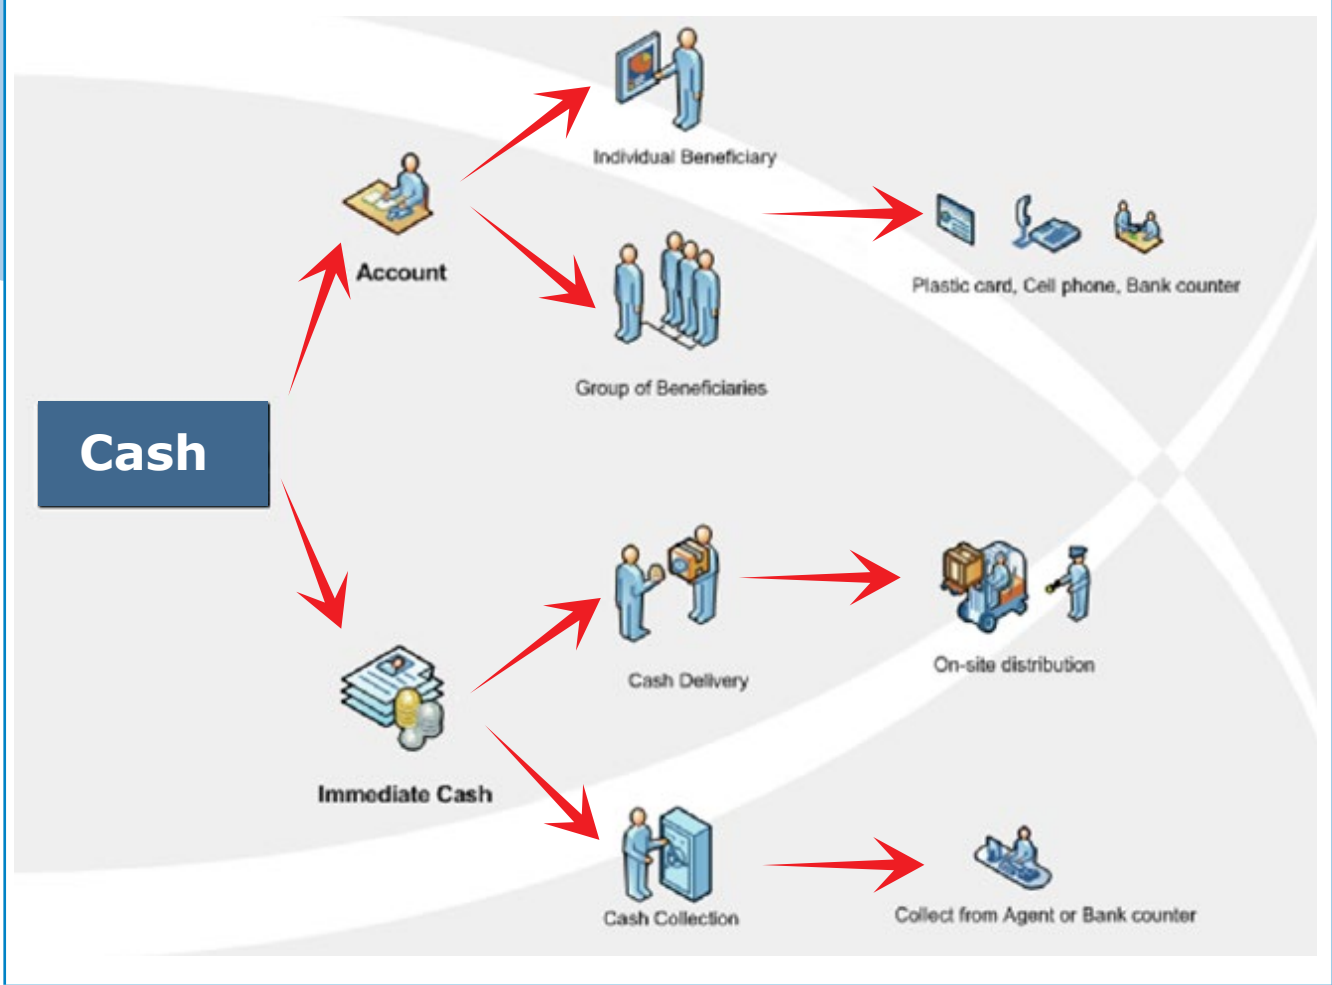 Individual Beneficiary
Account
Plastic card, Cell phone, Bank counter
Group of Beneficiaries
Cash
Cash Delivery
On-site distribution
Immediate Cash
Cash Collection
Collect from Agent or Bank counter